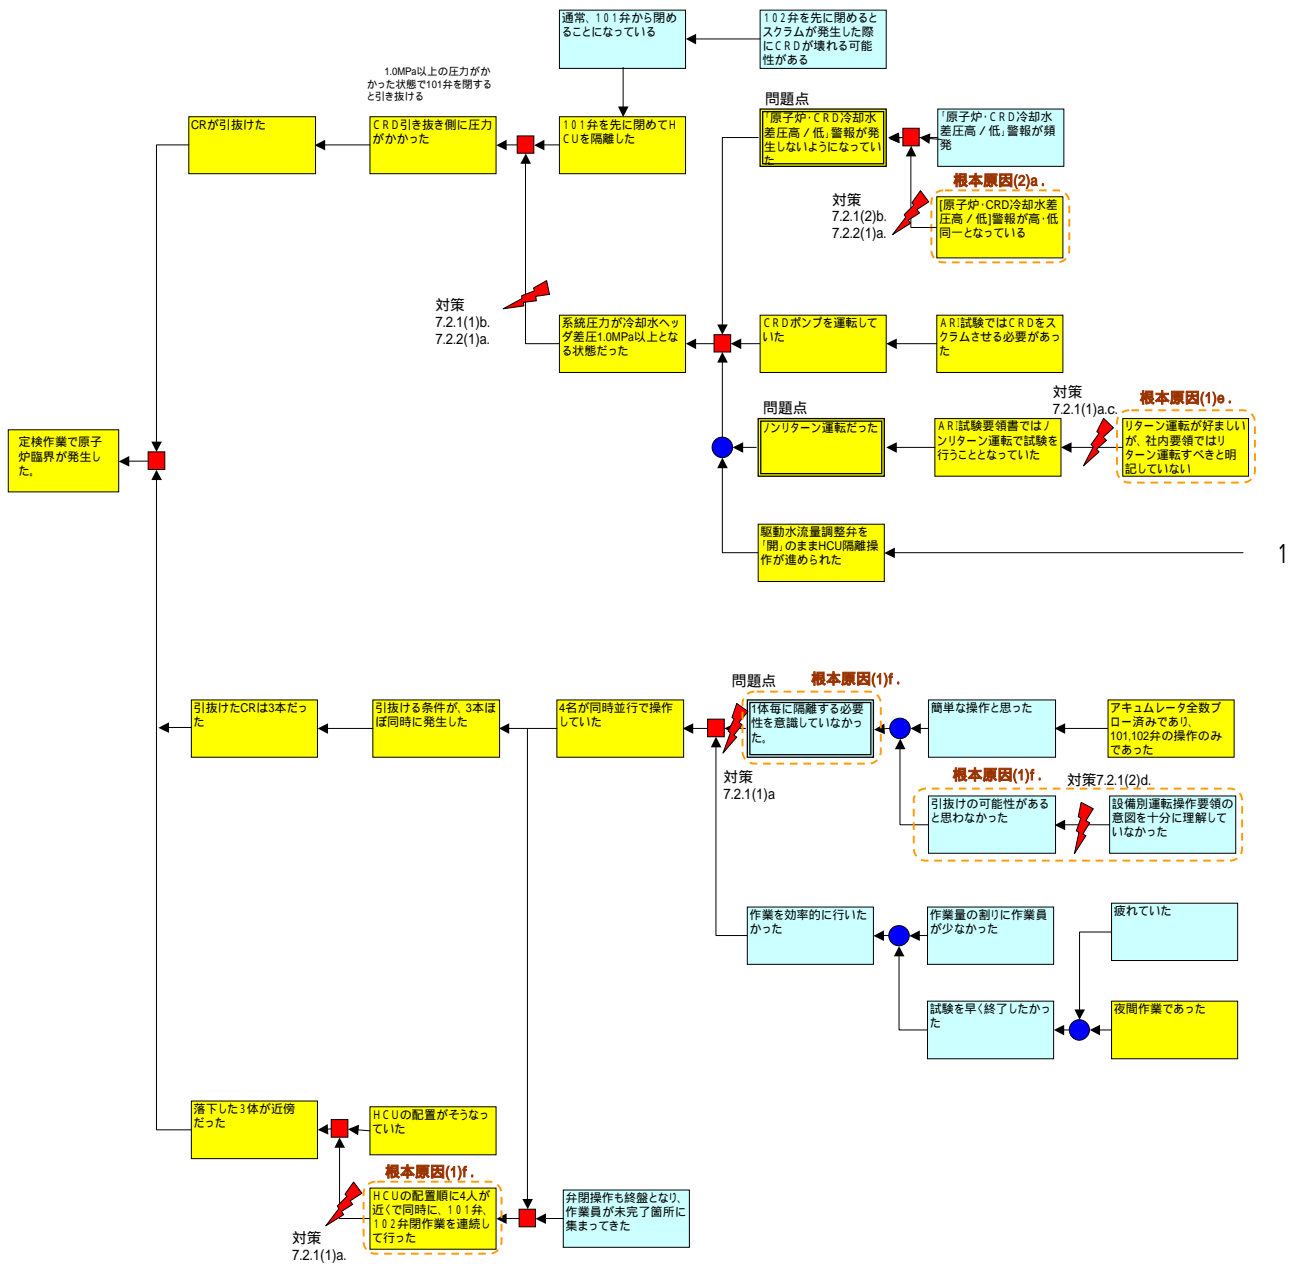 通常、101弁から閉め
ることになっている
102弁を先に閉めると
スクラムが発生した際
にCRDが壊れる可能
性がある
1.0MPa以上の圧力がか
かった状態で101弁を閉する
と引き抜ける
CRが引抜けた
CRD引き抜き側に圧力
がかかった
101弁を先に閉めてH
CUを隔離した
問題点
「原子炉・CRD冷却水
差圧高/低」警報が発
生しないようになってい
た
「原子炉・CRD冷却水
差圧高/低」警報が頻
発
根本原因(2)a.
対策
7.2.1(2)b.
7.2.2(1)a.
[原子炉・CRD冷却水差
圧高/低]警報が高・低
同一となっている
対策
7.2.1(1)b.
7.2.2(1)a.
系統圧力が冷却水ヘッ
ダ差圧1.0MPa以上とな
る状態だった
CRDポンプを運転して
いた
ARI試験ではCRDをス
クラムさせる必要があっ
た
問題点
ノンリターン運転だった
ARI試験要領書ではノ
ンリターン運転で試験を
行うこととなっていた
対策
7.2.1(1)a.c.
根本原因(1)e.
リターン運転が好ましい
が、社内要領ではリ
ターン運転すべきと明
記していない
定検作業で原子
炉臨界が発生し
た。
駆動水流量調整弁を
「開」のままHCU隔離操
作が進められた
1
引抜けたCRは3本だっ
た
引抜ける条件が、3本ほ
ぼ同時に発生した
4名が同時並行で操作
していた
問題点
根本原因(1)f.
1体毎に隔離する必要
性を意識していなかっ
た。
対策
7.2.1(1)a
簡単な操作と思った
アキュムレータ全数ブ
ロー済みであり、
101,102弁の操作のみ
であった
根本原因(1)f.
対策7.2.1(2)d.
引抜けの可能性がある
と思わなかった
設備別運転操作要領の
意図を十分に理解して
いなかった
作業を効率的に行いた
かった
作業量の割りに作業員
が少なかった
疲れていた
試験を早く終了したかっ
た
夜間作業であった
落下した3体が近傍
だった
HCUの配置がそうなっ
ていた
根本原因(1)f.
HCUの配置順に4人が
近くで同時に、101弁、
102弁閉作業を連続し
て行った
対策
7.2.1(1)a.
弁閉操作も終盤となり、
作業員が未完了箇所に
集まってきた